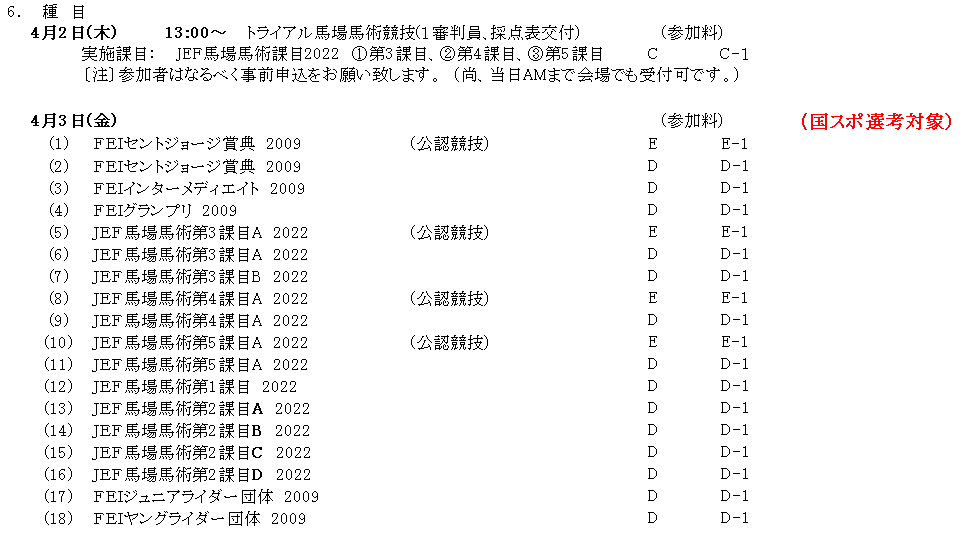 6. 種 目
4月2日(木) 13:00～ トライアル馬場馬術競技(1審判員、採点表交付) (参加料)
実施課目: JEF馬場馬術課目2022 ①第3課目、②第4課目、③第5課目 C C-1
〔注〕参加者はなるべく事前申込をお願い致します。 (尚、当日AMまで会場でも受付可です。)
4月3日(金) (参加料) (国スポ選考対象)
(1) FEIセントジョージ賞典 2009 (公認競技) E E-1
(2) FEIセントジョージ賞典 2009 D D-1
(3) FEIインターメディエイト 2009 D D-1
(4) FEIグランプリ 2009 D D-1
(5) JEF馬場馬術第3課目A 2022 (公認競技) E E-1
(6) JEF馬場馬術第3課目A 2022 D D-1
(7) JEF馬場馬術第3課目B 2022 D D-1
(8) JEF馬場馬術第4課目A 2022 (公認競技) E E-1
(9) JEF馬場馬術第4課目A 2022 D D-1
(10) JEF馬場馬術第5課目A 2022 (公認競技) E E-1
(11) JEF馬場馬術第5課目A 2022 D D-1
(12) JEF馬場馬術第1課目 2022 D D-1
(13) JEF馬場馬術第2課目A 2022 D D-1
(14) JEF馬場馬術第2課目B 2022 D D-1
(15) JEF馬場馬術第2課目C 2022 D D-1
(16) JEF馬場馬術第2課目D 2022 D D-1
(17) FEIジュニアライダー団体 2009 D D-1
(18) FEIヤングライダー団体 2009 D D-1